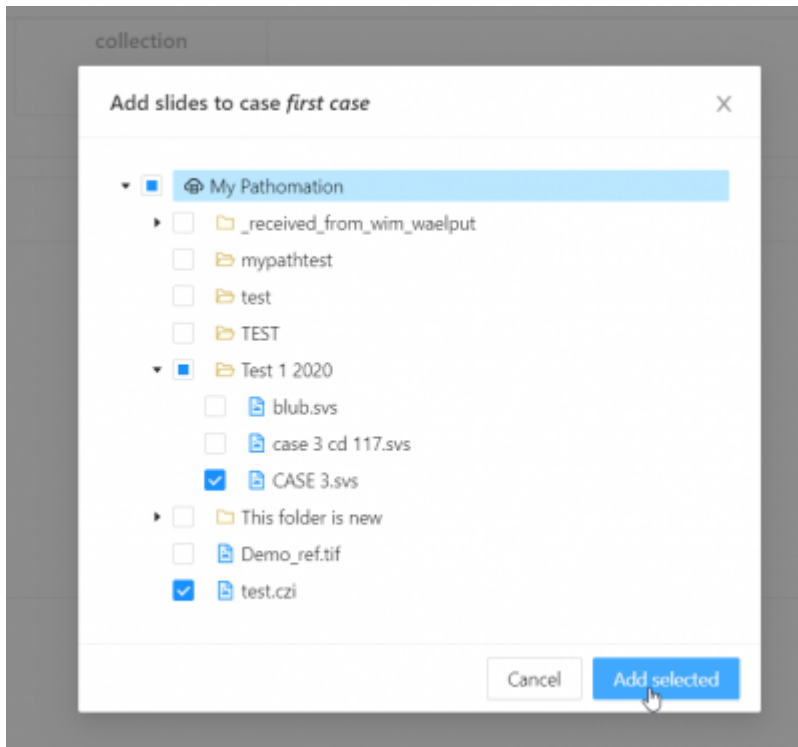 collection
Add slides to case first case
My Pathomation
_received_from_wim_waelput
mypathtest
test
TEST
Test 1 2020
blub.svs
case 3 cd 117.svs
CASE 3.svs
This folder is new
Demo_ref.tif
test.czi
Cancel Add selected